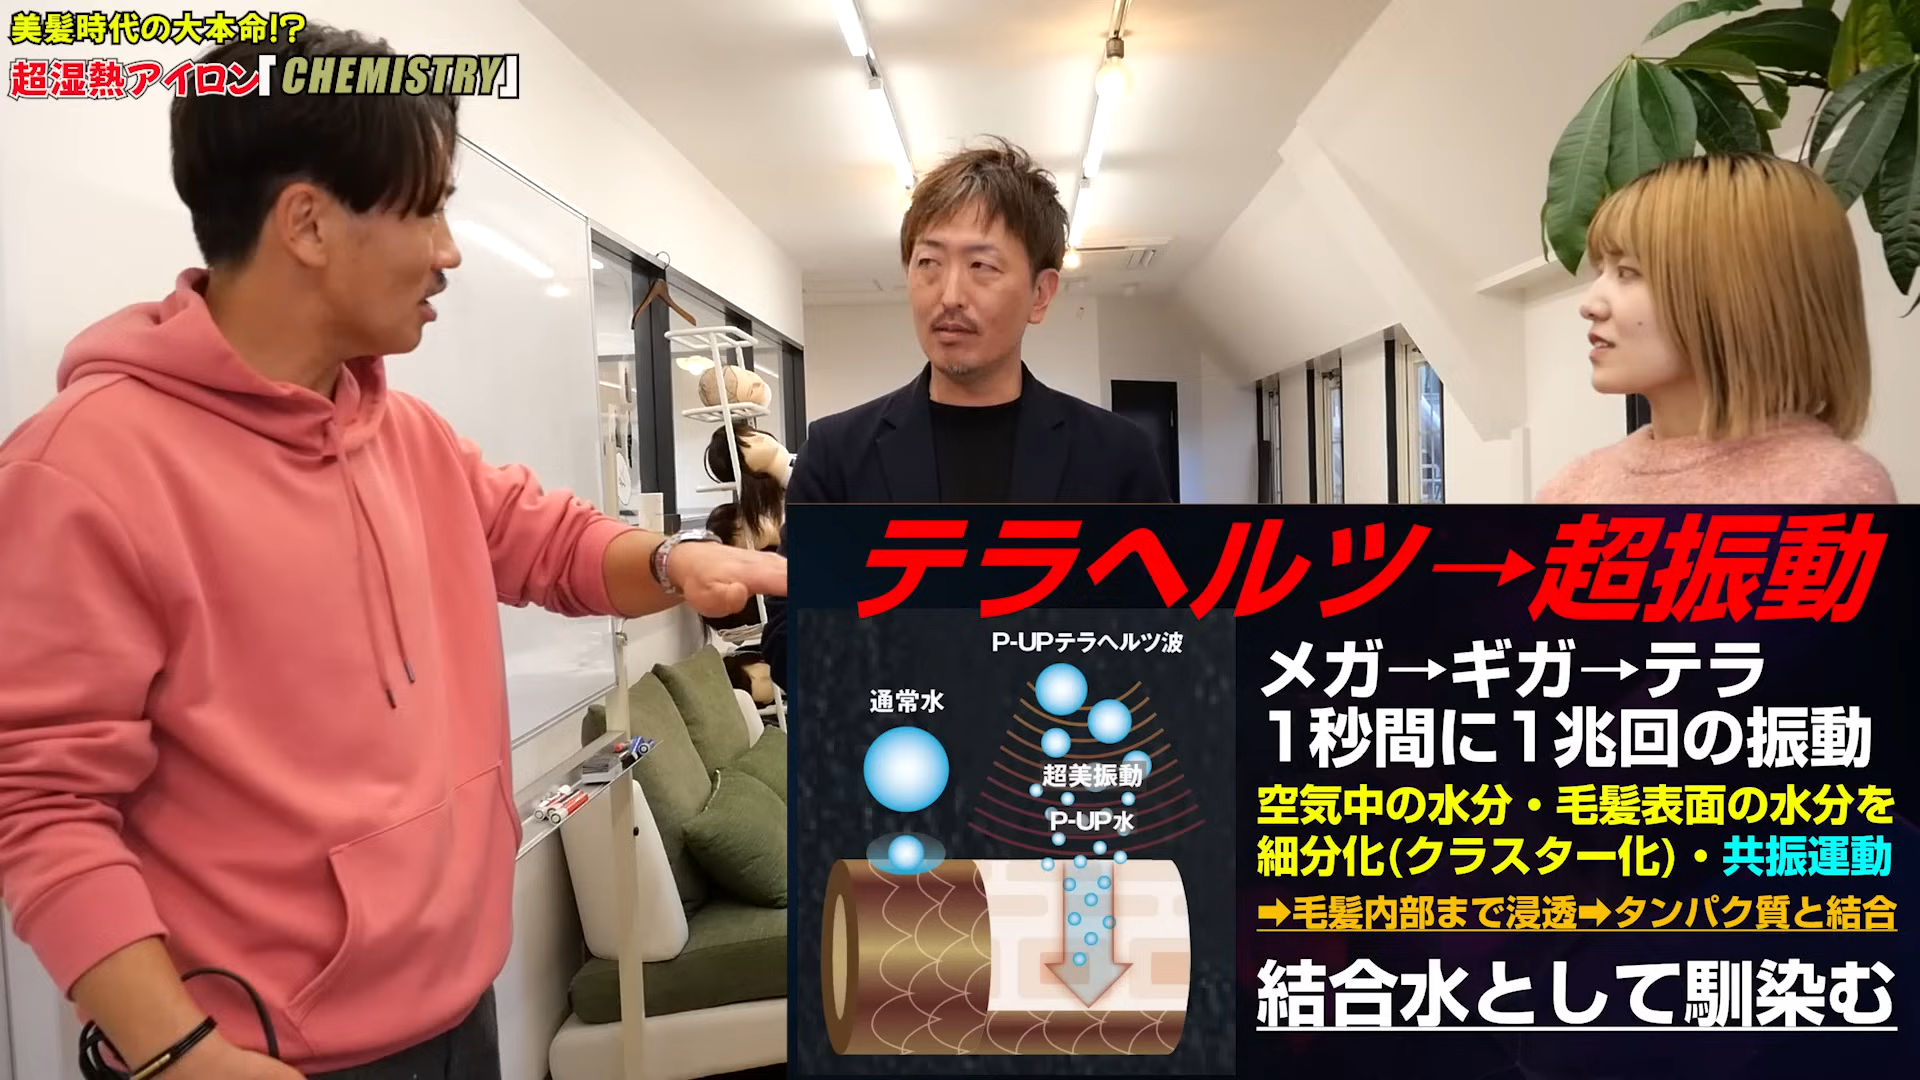 美髪時代の大本命!?
超湿熱アイロン「CHEMISTRY」
テラヘルツ→超振動
P-UPテラヘルツ波
通常水
超美振動
P-UP水
メガ→ギガ→テラ
1秒間に1兆回の振動
空気中の水分・毛髪表面の水分を
細分化(クラスター化)・共振運動
➡毛髪内部まで浸透➡タンパク質と結合
結合水として馴染む